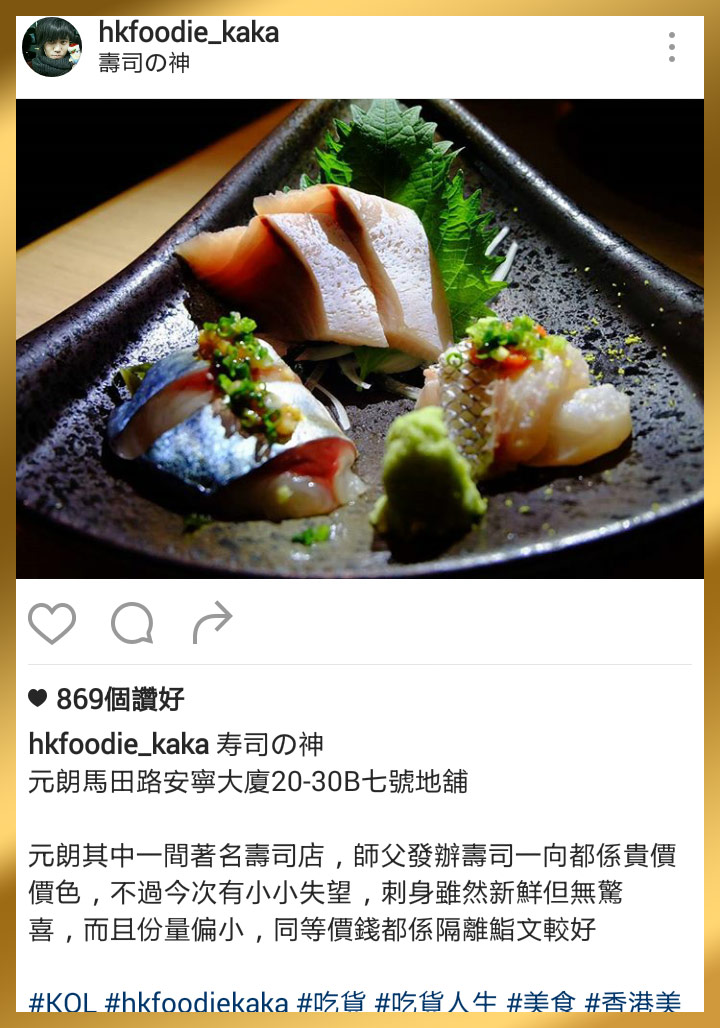 hkfoodie_kaka
壽司の神
869個讚好
hkfoodie_kaka 寿司の神
元朗馬田路安寧大廈20-30B七號地舖
元朗其中一間著名壽司店，師父發辦壽司一向都係貴價
價色，不過今次有小小失望，刺身雖然新鮮但無驚
喜，而且份量偏小，同等價錢都係隔離鮨文較好
#KOL #hkfoodiekaka #吃貨 #吃貨人生 #美食 #香港美